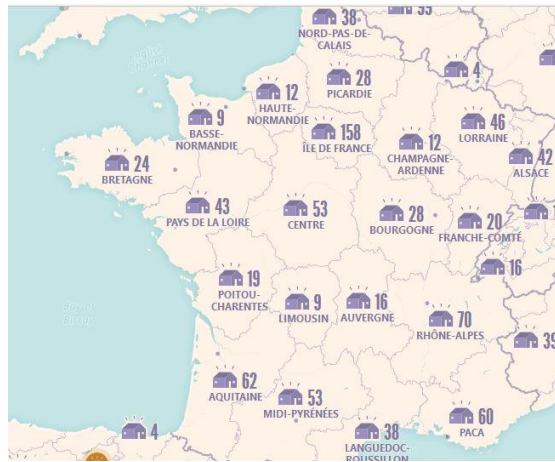 38
NORD-PAS-DE-
CALAIS
4
28
PICARDIE
12
HAUTE-
NORMANDIE
9
BASSE-
NORMANDIE
158
ÎLE DE FRANCE
12
CHAMPAGNE-
ARDENNE
46
LORRAINE
42
ALSACE
24
BRETAGNE
43
PAYS DE LA LOIRE
53
CENTRE
28
BOURGOGNE
20
FRANCHE-COMTÉ
16
19
POITOU-
CHARENTES
9
LIMOUSIN
16
AUVERGNE
70
RHÔNE-ALPES
39
62
AQUITAINE
53
MIDI-PYRÉNÉES
60
PACA
4
38
LANGUEDOC-
ROUSSILLON